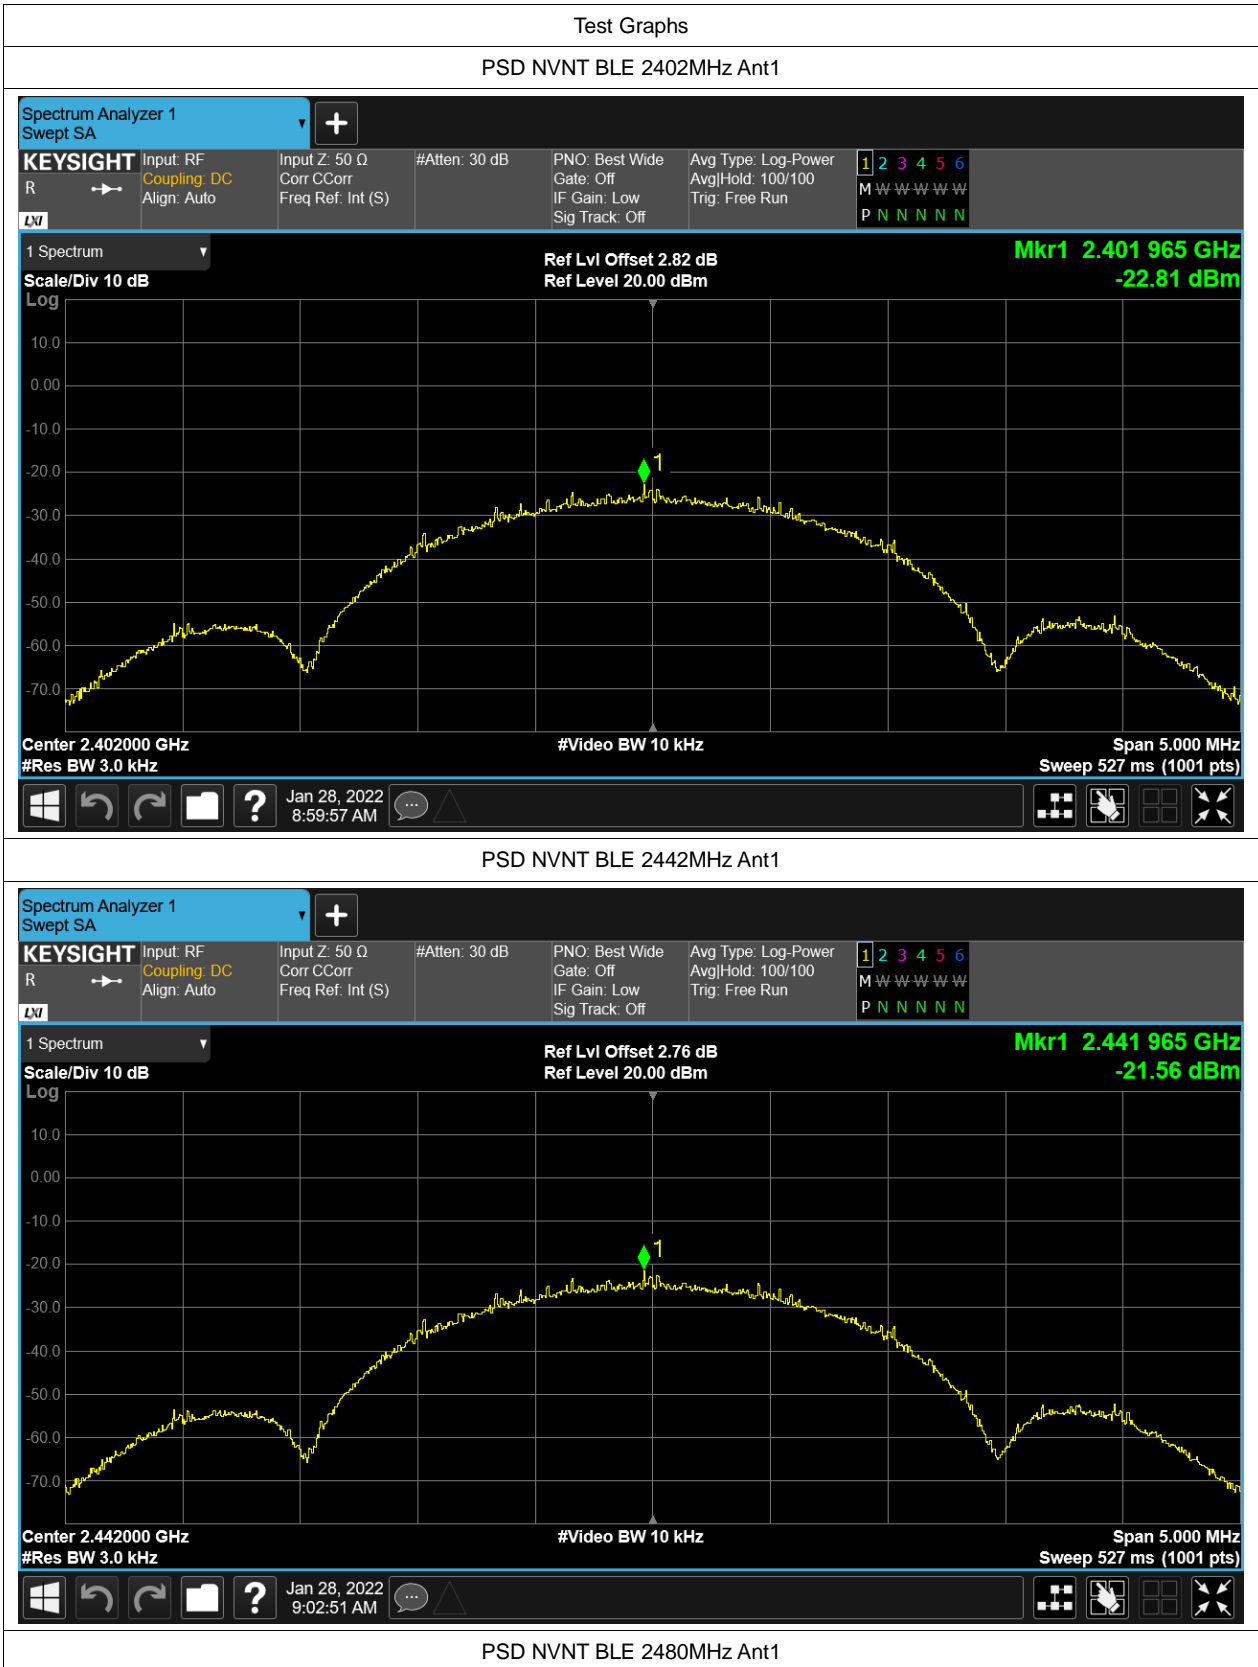 Test Graphs
PSD NVNT BLE 2402MHz Ant1
Spectrum Analyzer 1
Swept SA
KEYSIGHT Input: RF Input Z: 50 Ω #Atten: 30 dB PNO: Best Wide Avg Type: Log-Power 1 2 3 4 5 6
R Coupling: DC Corr CCorr Gate: Off Avg|Hold: 100/100 M W W W W W
Align: Auto Freq Ref: Int (S) IF Gain: Low Trig: Free Run
LXI Sig Track: Off P N N N N N
1 Spectrum Ref Lvl Offset 2.82 dB Mkr1 2.401 965 GHz
Scale/Div 10 dB Ref Level 20.00 dBm -22.81 dBm
Log
10.0
0.00
-10.0
1
-20.0
-30.0
-40.0
-50.0
-60.0
-70.0
Center 2.402000 GHz #Video BW 10 kHz Span 5.000 MHz
#Res BW 3.0 kHz Sweep 527 ms (1001 pts)
? Jan 28, 2022
8:59:57 AM
PSD NVNT BLE 2442MHz Ant1
Spectrum Analyzer 1
Swept SA
KEYSIGHT Input: RF Input Z: 50 Ω #Atten: 30 dB PNO: Best Wide Avg Type: Log-Power 1 2 3 4 5 6
R Coupling: DC Corr CCorr Gate: Off Avg|Hold: 100/100 M W W W W W
Align: Auto Freq Ref: Int (S) IF Gain: Low Trig: Free Run
LXI Sig Track: Off P N N N N N
1 Spectrum Ref Lvl Offset 2.76 dB Mkr1 2.441 965 GHz
Scale/Div 10 dB Ref Level 20.00 dBm -21.56 dBm
Log
10.0
0.00
-10.0
1
-20.0
-30.0
-40.0
-50.0
-60.0
-70.0
Center 2.442000 GHz #Video BW 10 kHz Span 5.000 MHz
#Res BW 3.0 kHz Sweep 527 ms (1001 pts)
? Jan 28, 2022
9:02:51 AM
PSD NVNT BLE 2480MHz Ant1